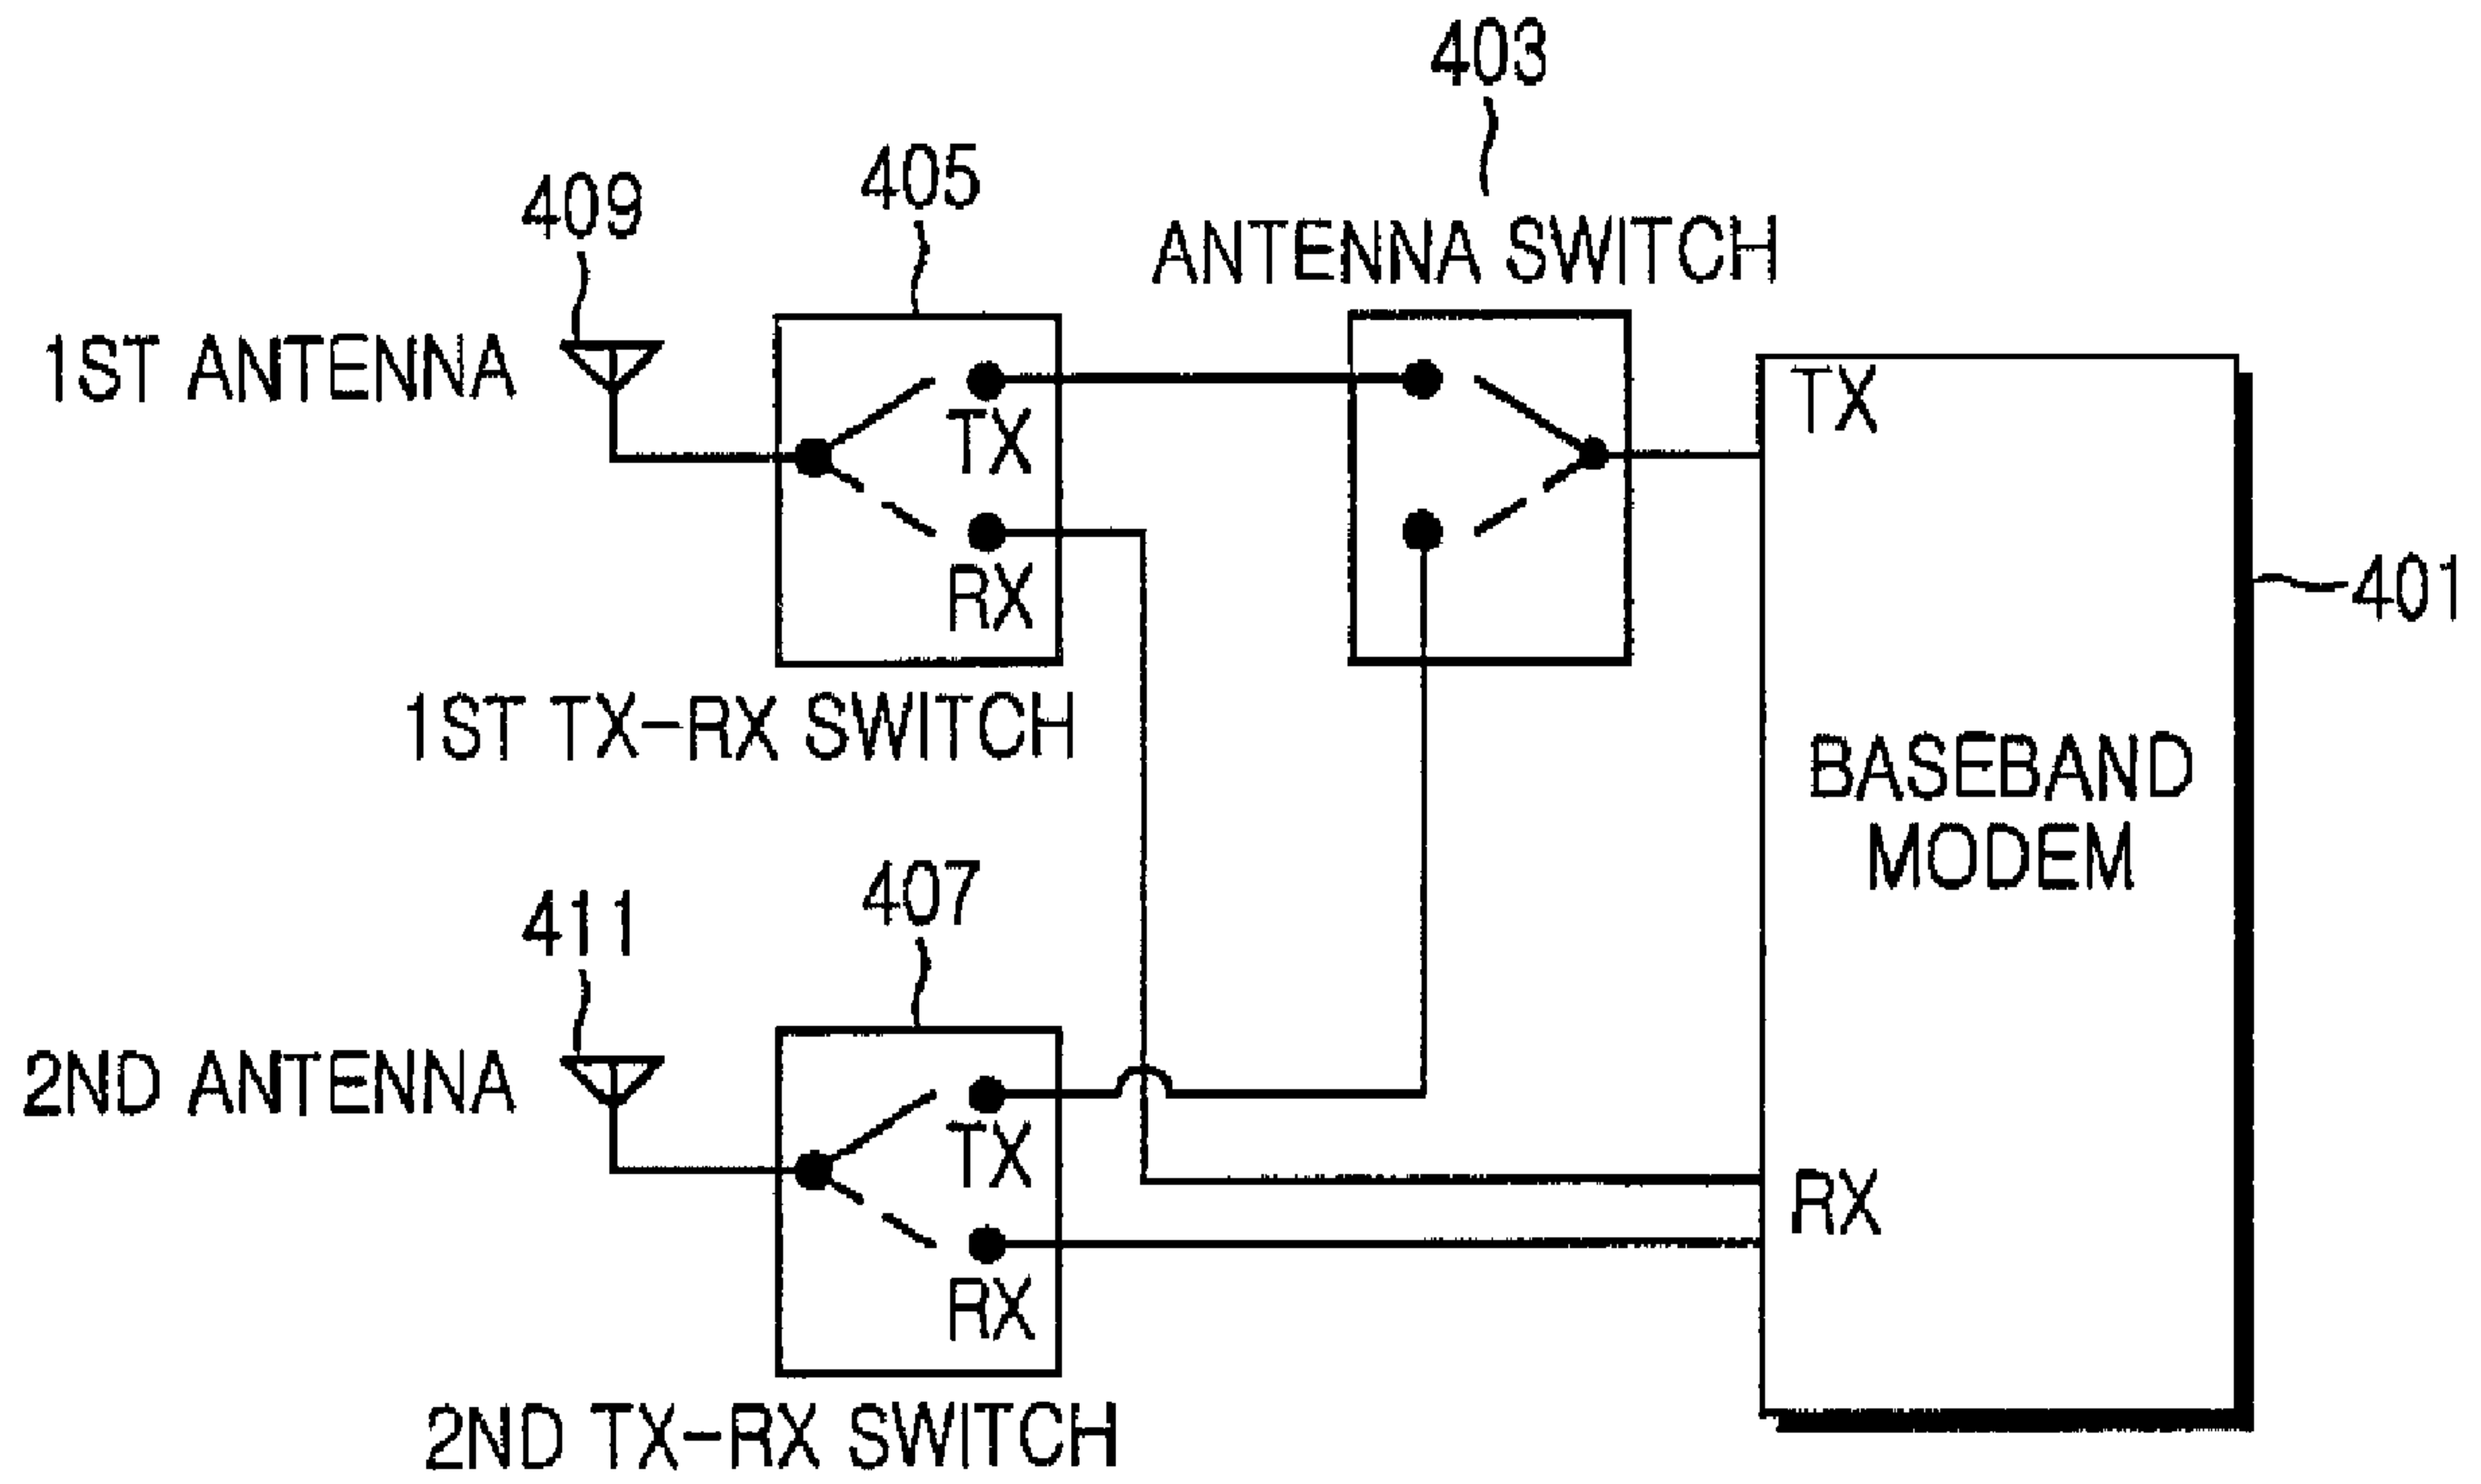 403
405
409
ANTENNA SWITCH
1ST ANTENNA
TX
TX
RX
401
1ST TX-RX SWITCH
BASEBAND
MODEM
407
411
2ND ANTENNA
TX
RX
RX
2ND TX-RX SWITCH